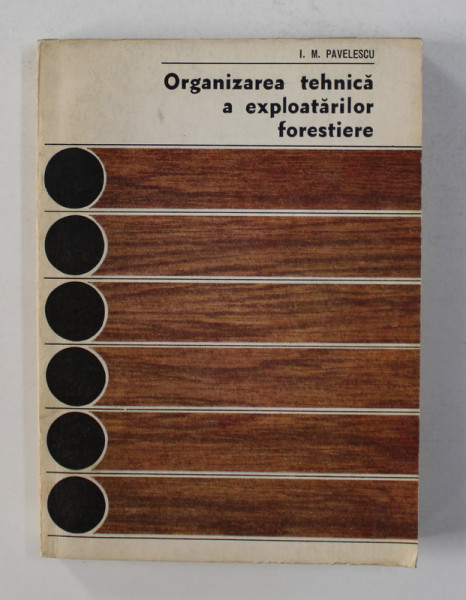 I. M. PAVELESCU
Organizarea tehnică
a exploatărilor
forestiere